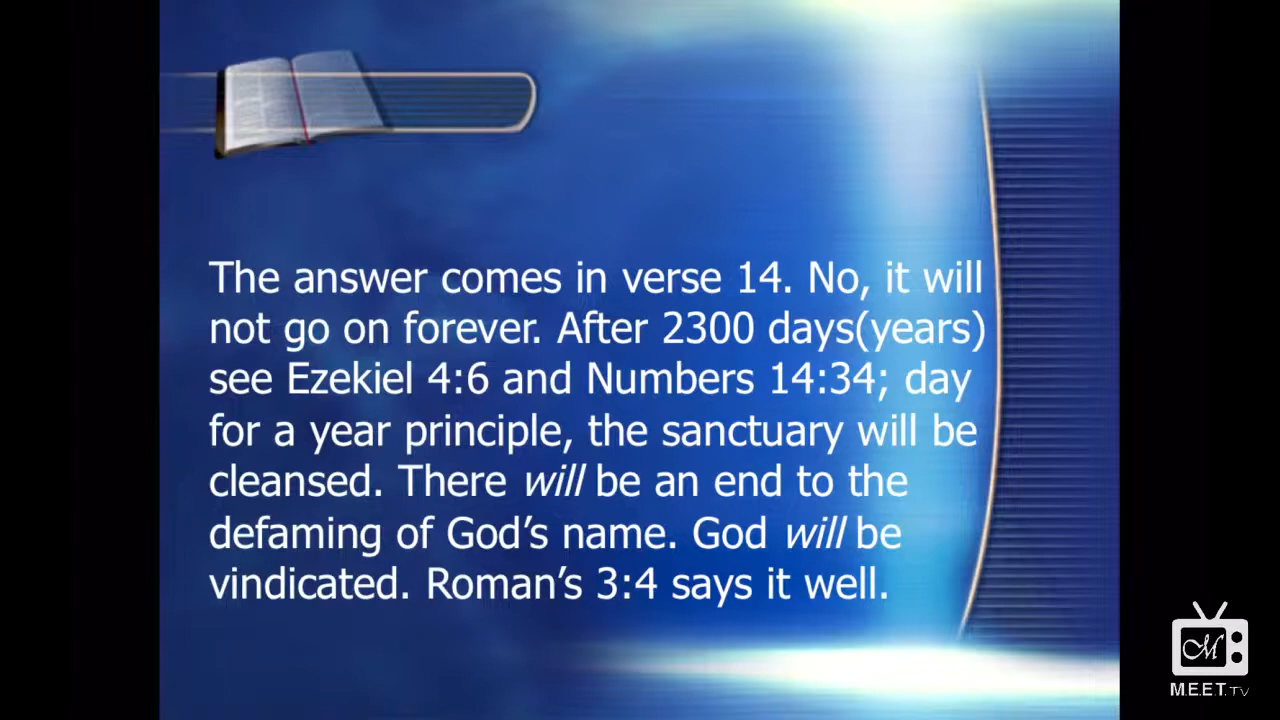 The answer comes in verse 14. No, it will
not go on forever. After 2300 days(years)
see Ezekiel 4:6 and Numbers 14:34; day
for a year principle, the sanctuary will be
cleansed. There will be an end to the
defaming of God’s name. God will be
vindicated. Roman’s 3:4 says it well.
M
M.E.E.T.TV